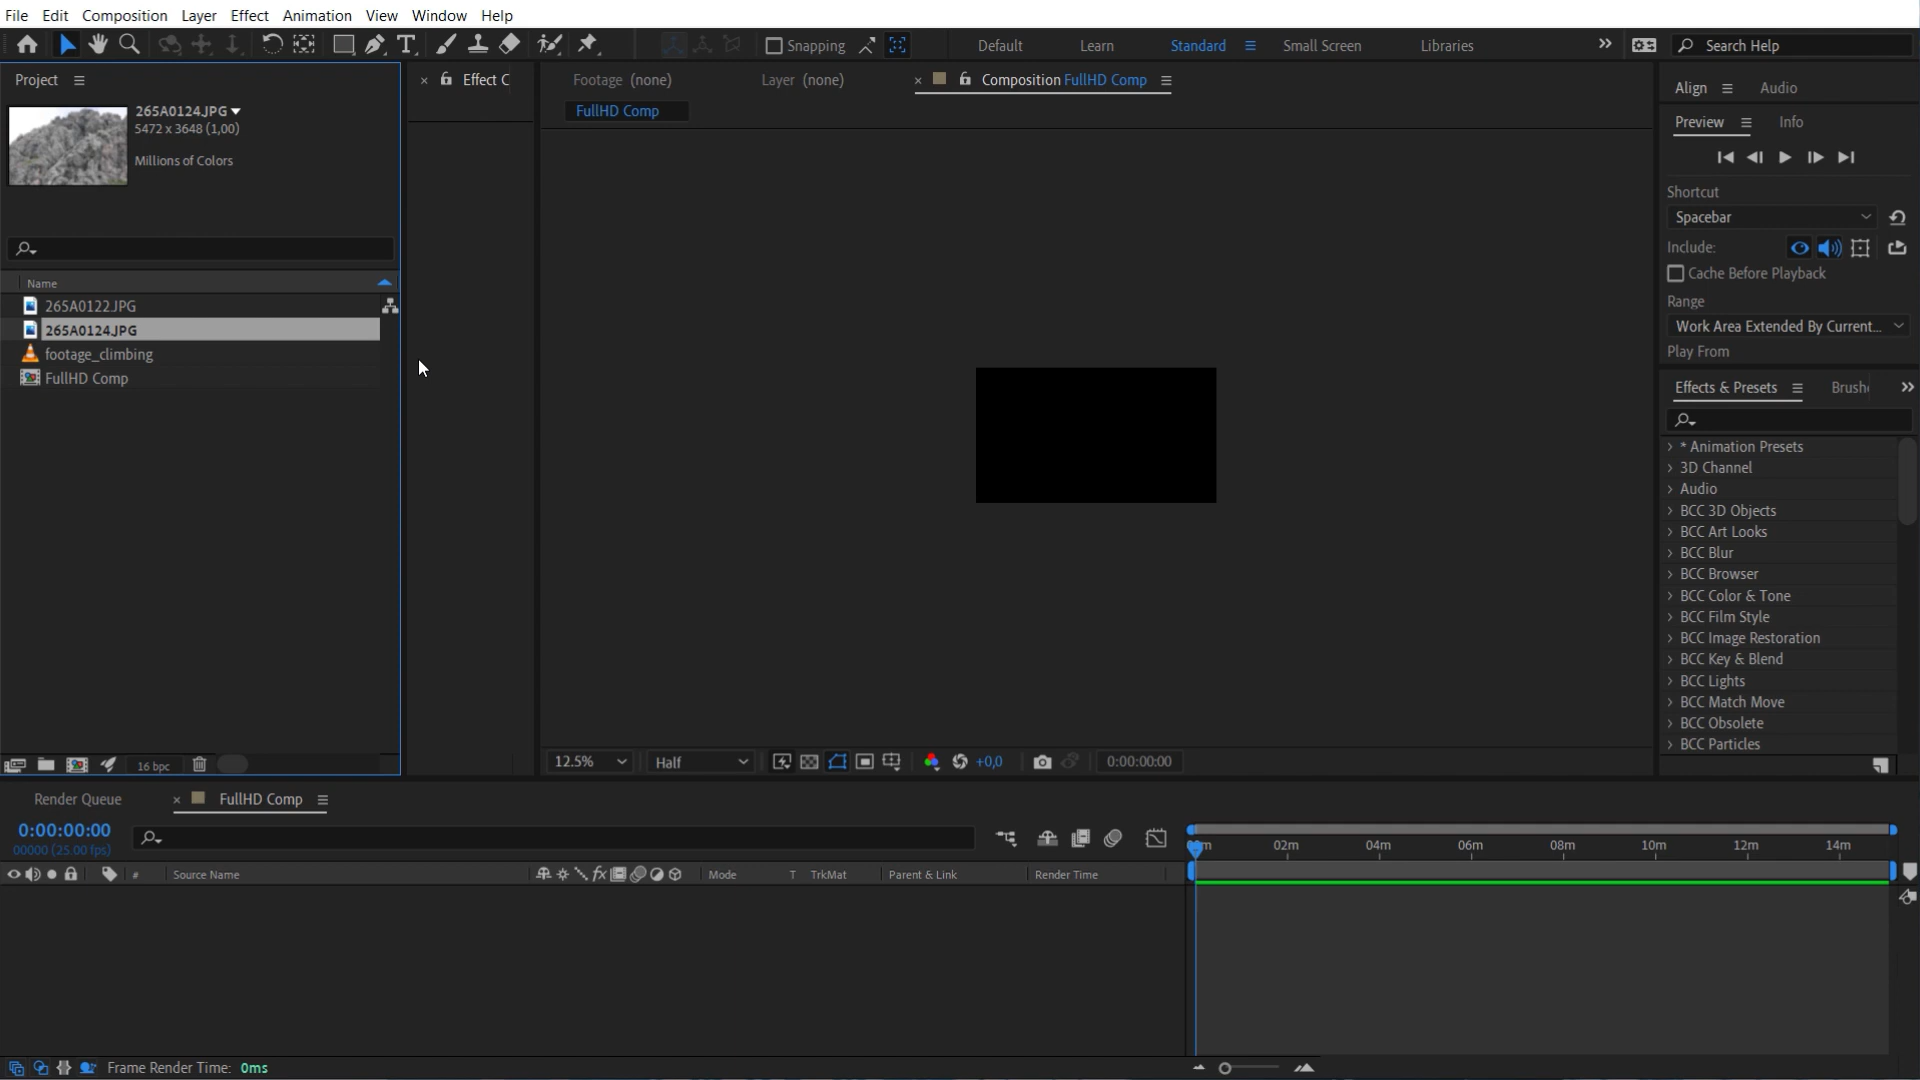 File Edit Composition Layer Effect Animation View Window Help
Snapping Default Learn Standard Small Screen Libraries Search Help
Project
265A0124.JPG
5472 x 3648 (1,00)
Millions of Colors
Name
265A0122.JPG
265A0124.JPG
footage_climbing
FullHD Comp
16 bpc
Effect C
Footage (none) Layer (none) Composition FullHD Comp
FullHD Comp
12.5% Half +0,0 0:00:00:00
Align Audio
Preview Info
Shortcut
Spacebar
Include:
Cache Before Playback
Range
Work Area Extended By Current...
Play From
Effects & Presets Brush
* Animation Presets
3D Channel
Audio
BCC 3D Objects
BCC Art Looks
BCC Blur
BCC Browser
BCC Color & Tone
BCC Film Style
BCC Image Restoration
BCC Key & Blend
BCC Lights
BCC Match Move
BCC Obsolete
BCC Particles
Render Queue FullHD Comp
0:00:00:00
00000 (25.00 fps)
# Source Name Mode T TrkMat Parent & Link Render Time
02m 04m 06m 08m 10m 12m 14m
Frame Render Time: 0ms